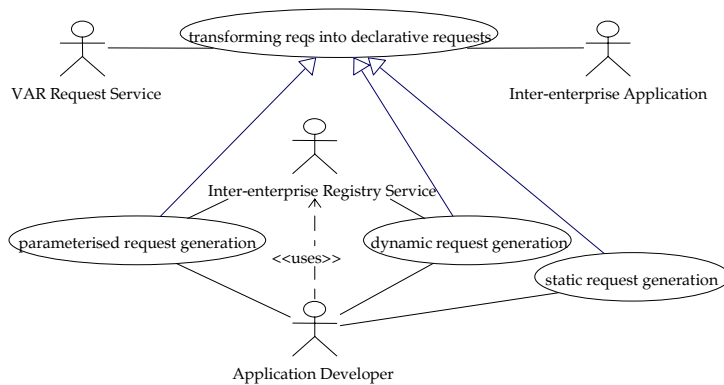 transforming reqs into declarative requests
VAR Request Service
Inter-enterprise Application
Inter-enterprise Registry Service
parameterised request generation
dynamic request generation
<<uses>>
static request generation
Application Developer